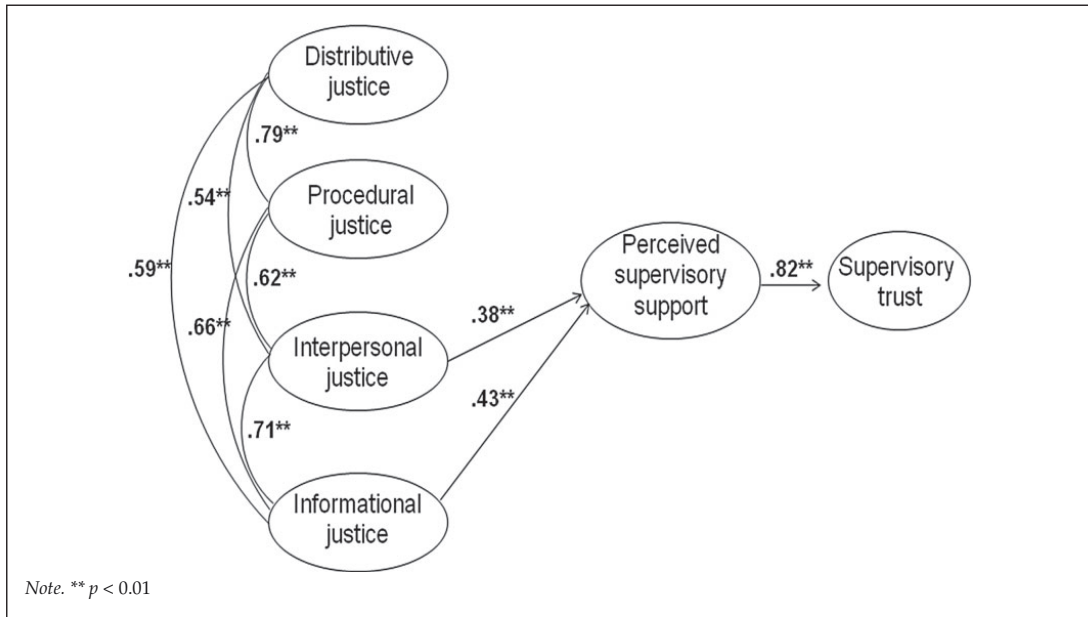 Distributive
justice
.79**
.54**
Procedural
justice
.59**
.62**
.66**
Interpersonal
justice
.71**
Informational
justice
.38**
.43**
Perceived
supervisory
support
.82**
Supervisory
trust
Note. ** p < 0.01